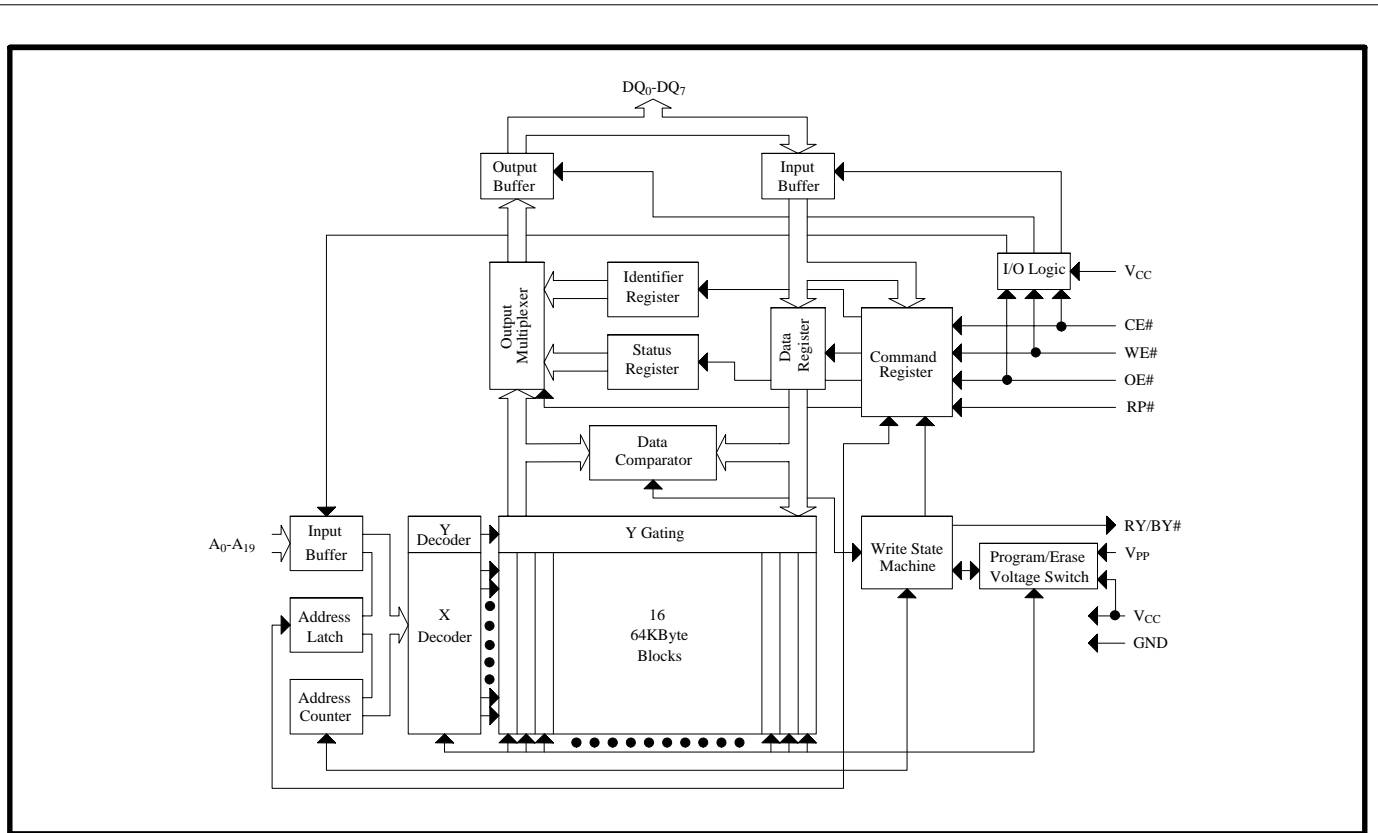 DQ0-DQ7
Output
Buffer
Input
Buffer
I/O Logic
VCC
Identifier
Register
Output
Multiplexer
Status
Register
Data
Register
Command
Register
CE#
WE#
OE#
RP#
Data
Comparator
A0-A19
Input
Buffer
Y
Decoder
Y Gating
Write State
Machine
RY/BY#
Program/Erase
Voltage Switch
VPP
VCC
GND
Address
Latch
X
Decoder
16
64KByte
Blocks
Address
Counter